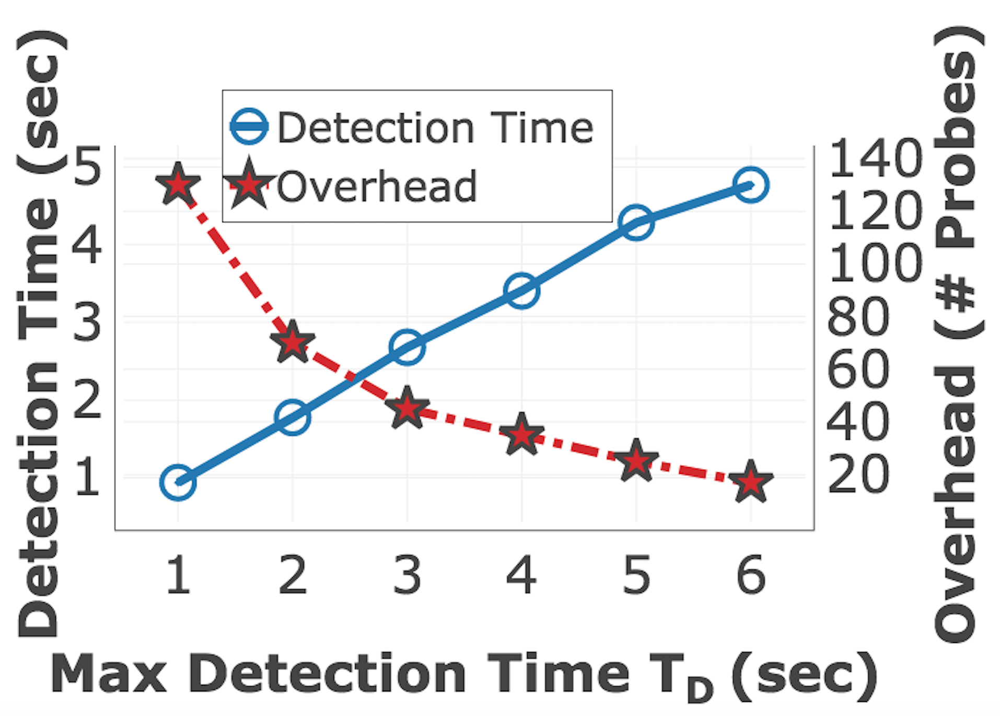 Detection Time (sec)
Detection Time
Overhead
5
4
3
2
1
140
120
100
80
60
40
20
Overhead (# Probes)
1 2 3 4 5 6
Max Detection Time T_D (sec)